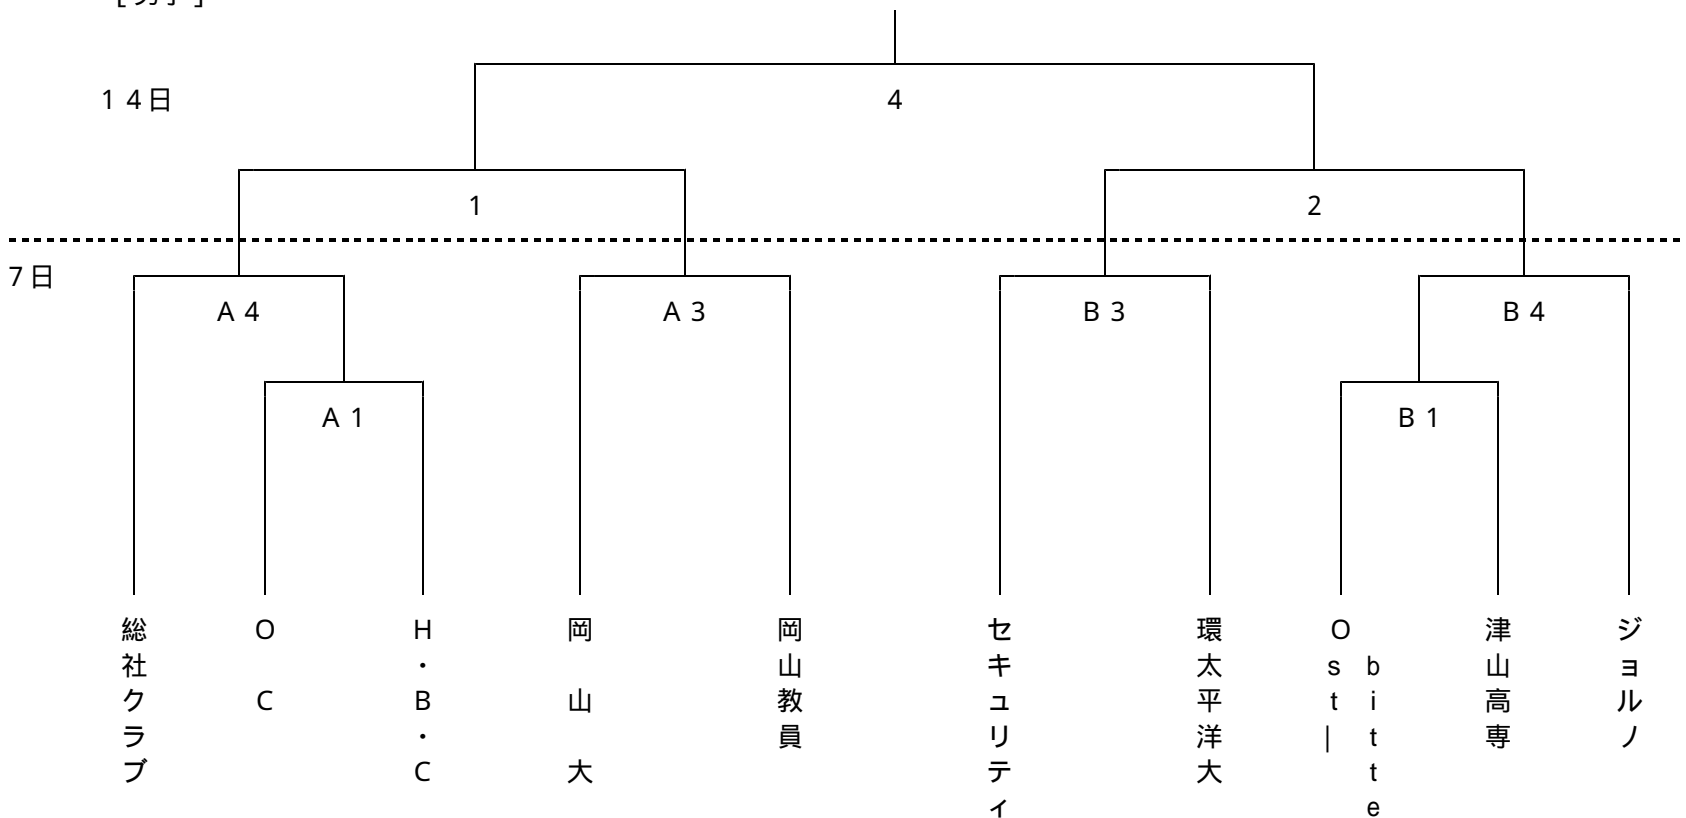 14日
4
1
2
7日
A4
A3
B3
B4
A1
B1
総社クラブ
OC
H・B・C
岡山大
岡山教員
セキュリティ
環太平洋大
Ost|
bitte
津山高専
ジョルノ